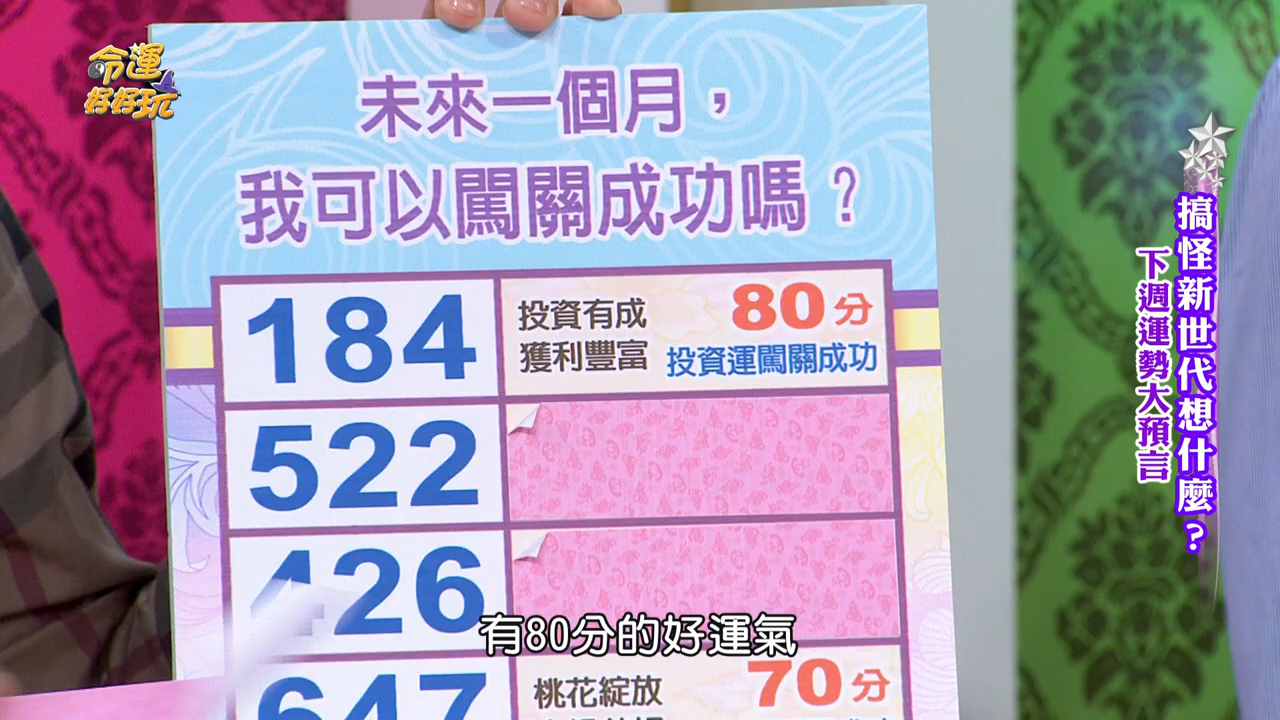 命運
好好玩
未來一個月，
我可以闖關成功嗎？
184
投資有成
獲利豐富
80分
投資運闖關成功
522
426
647
桃花綻放
70分
有80分的好運氣
搞怪新世代想什麼？
下週運勢大預言